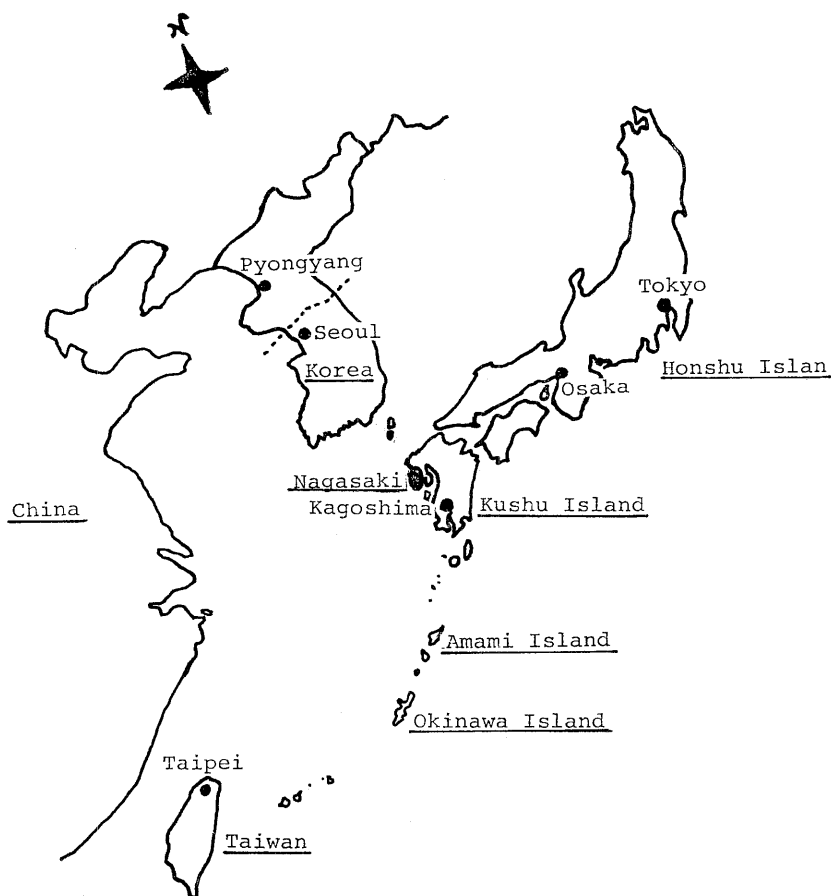 N
Pyongyang
Tokyo
Seoul
Korea
Honshu Islan
Osaka
Nagasaki
China
Kagoshima
Kushu Island
Amami Island
Okinawa Island
Taipei
Taiwan